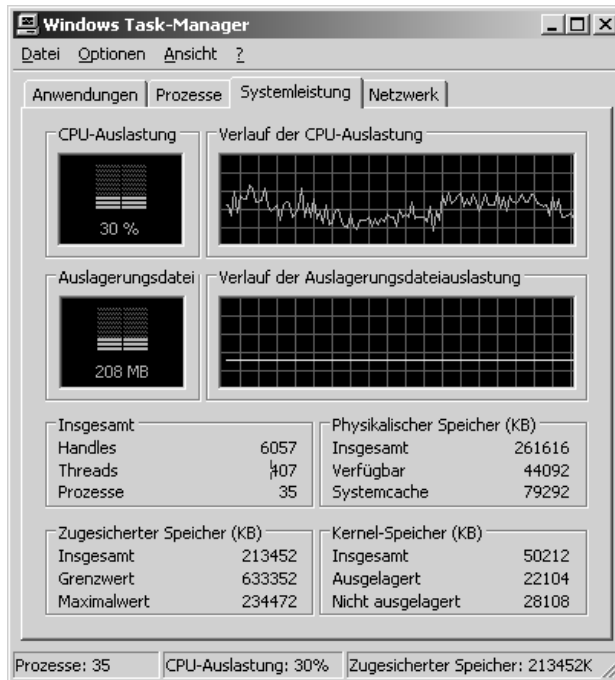 Windows Task-Manager
Datei Optionen Ansicht ?
Anwendungen Prozesse Systemleistung Netzwerk
CPU-Auslastung Verlauf der CPU-Auslastung
30 %
Auslagerungsdatei Verlauf der Auslagerungsdateiauslastung
208 MB
Insgesamt Physikalischer Speicher (KB)
Handles 6057 Insgesamt 261616
Threads 407 Verfügbar 44092
Prozesse 35 Systemcache 79292
Zugesicherter Speicher (KB) Kernel-Speicher (KB)
Insgesamt 213452 Insgesamt 50212
Grenzwert 633352 Ausgelagert 22104
Maximalwert 234472 Nicht ausgelagert 28108
Prozesse: 35 CPU-Auslastung: 30% Zugesicherter Speicher: 213452K